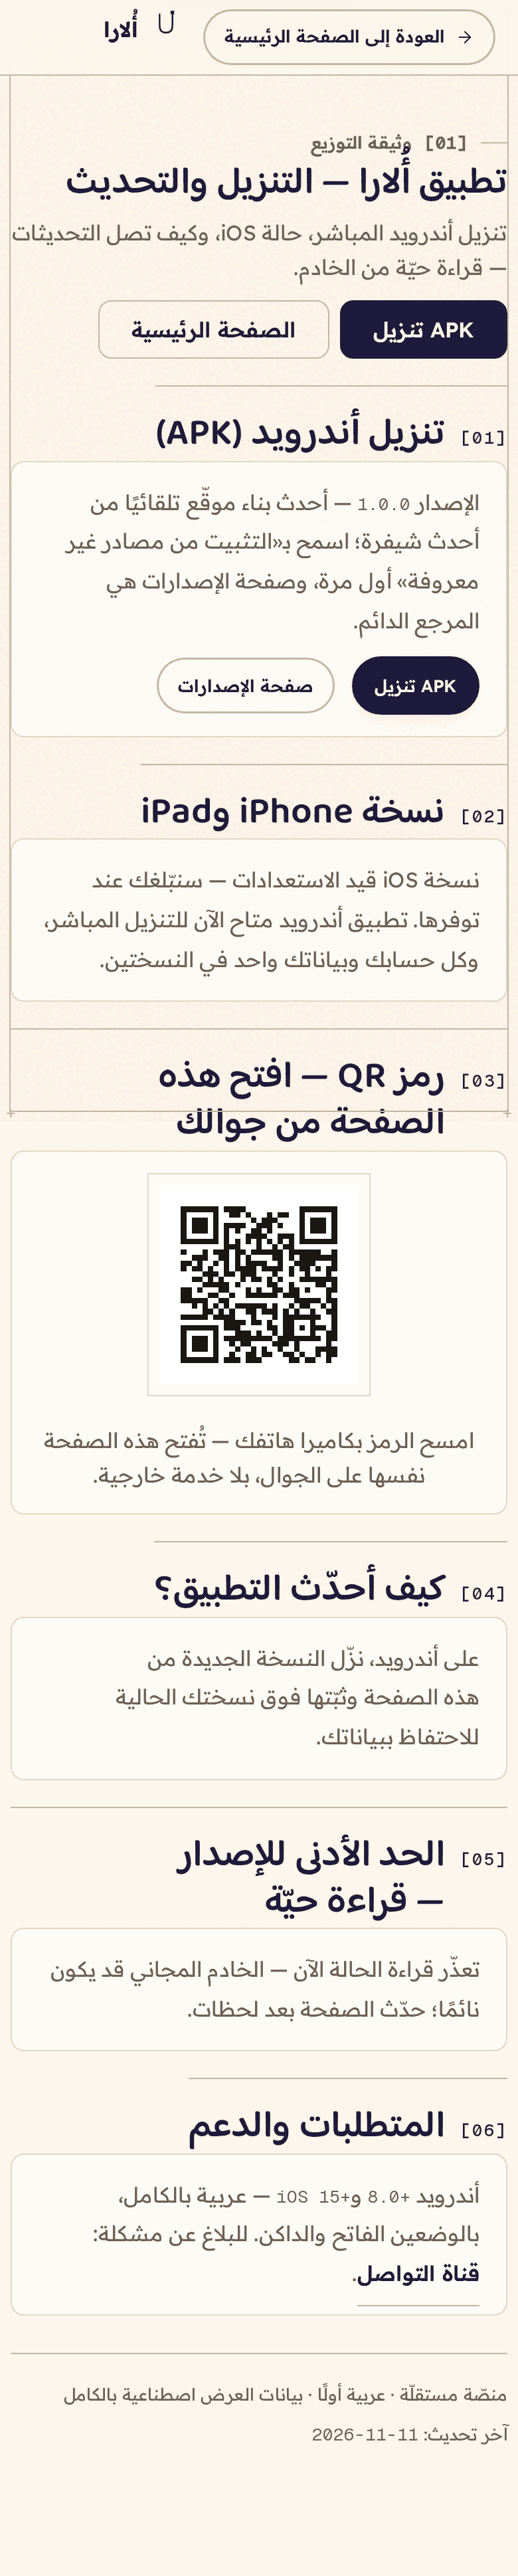 → العودة إلى الصفحة الرئيسية
ألارا
[01] وثيقة التوزيع
تطبيق ألارا — التنزيل والتحديث
تنزيل أندرويد المباشر، حالة iOS، وكيف تصل التحديثات
— قراءة حيّة من الخادم.
تنزيل APK
الصفحة الرئيسية
[01] تنزيل أندرويد (APK)
الإصدار 1.0.0 — أحدث بناء موقّع تلقائيًا من
أحدث شيفرة؛ اسمح بـ«التثبيت من مصادر غير
معروفة» أول مرة، وصفحة الإصدارات هي
المرجع الدائم.
تنزيل APK
صفحة الإصدارات
[02] نسخة iPhone وiPad
نسخة iOS قيد الاستعدادات — سنبّلغك عند
توفرها. تطبيق أندرويد متاح الآن للتنزيل المباشر،
وكل حسابك وبياناتك واحد في النسختين.
[03] رمز QR — افتح هذه
الصفحة من جوالك
امسح الرمز بكاميرا هاتفك — تُفتح هذه الصفحة
نفسها على الجوال، بلا خدمة خارجية.
[04] كيف أحدّث التطبيق؟
على أندرويد، نزّل النسخة الجديدة من
هذه الصفحة وثبّتها فوق نسختك الحالية
للاحتفاظ ببياناتك.
[05] الحد الأدنى للإصدار
— قراءة حيّة
تعذّر قراءة الحالة الآن — الخادم المجاني قد يكون
نائمًا؛ حدّث الصفحة بعد لحظات.
[06] المتطلبات والدعم
أندرويد 8.0+ وiOS 15+ — عربية بالكامل،
بالوضعين الفاتح والداكن. للبلاغ عن مشكلة:
قناة التواصل.
منصّة مستقلّة · عربية أولًا · بيانات العرض اصطناعية بالكامل
آخر تحديث: 2026-11-11